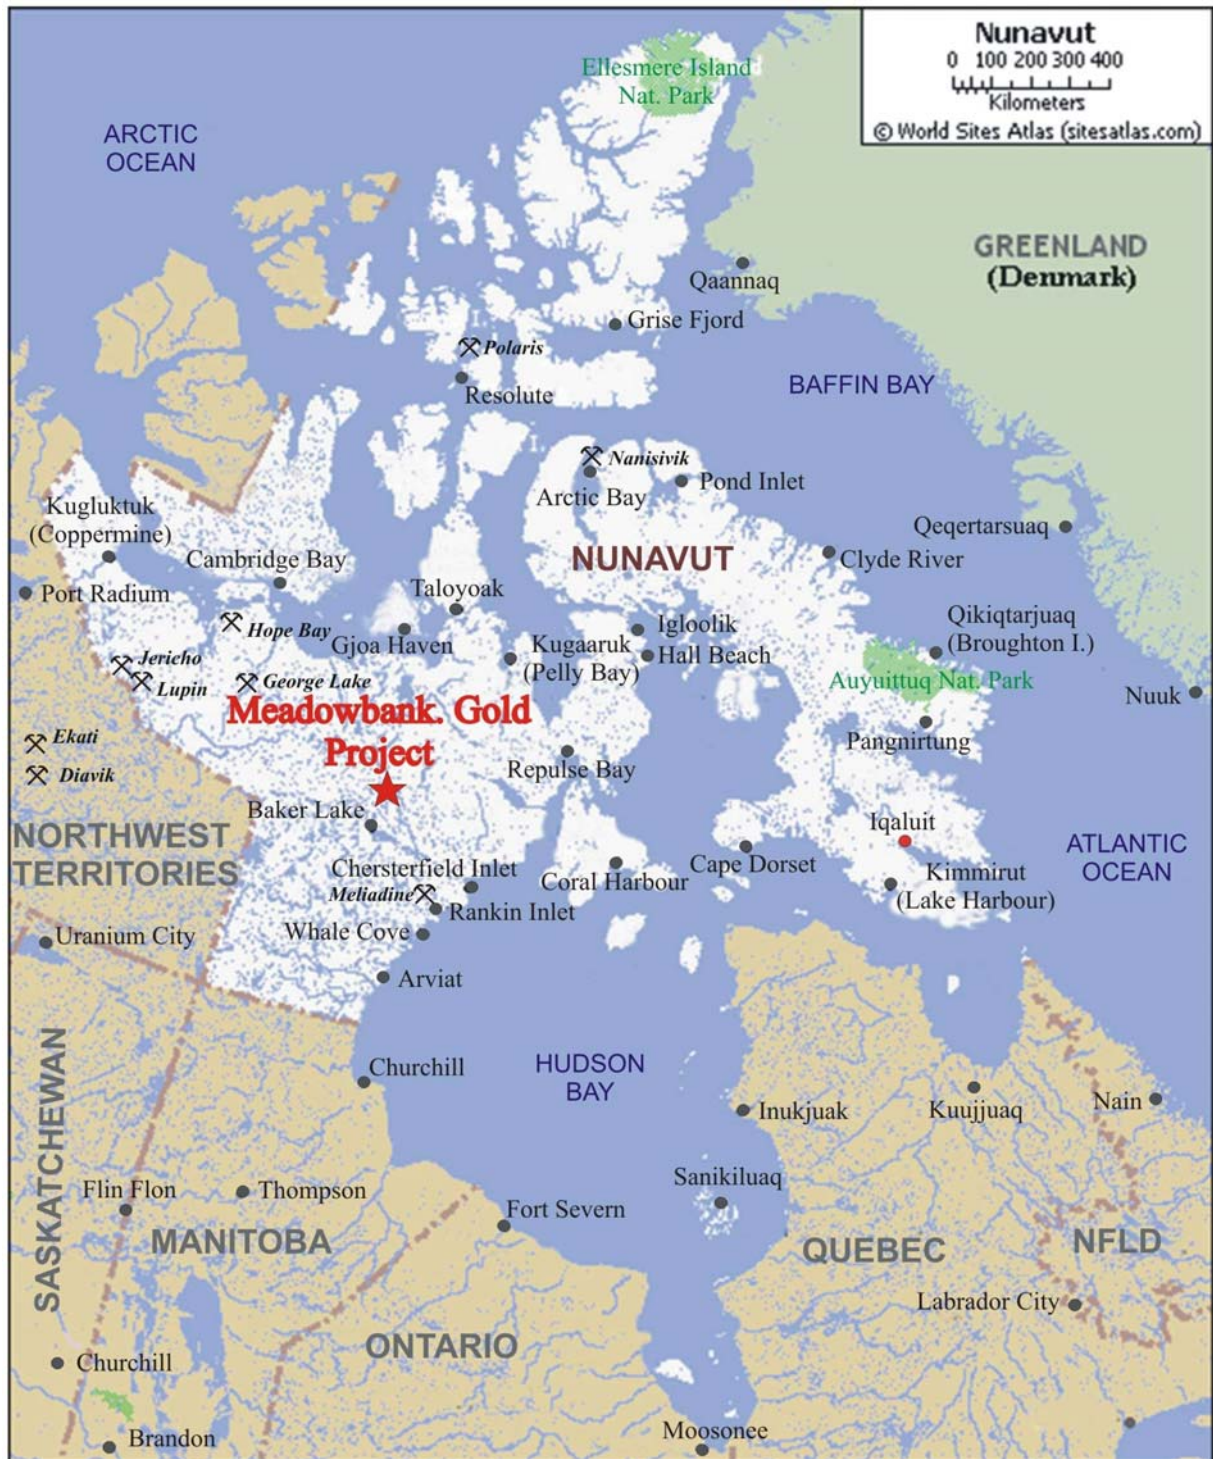 Nunavut
0 100 200 300 400
Kilometers
© World Sites Atlas (sitesatlas.com)
Ellesmere Island
Nat. Park
ARCTIC
OCEAN
GREENLAND
(Denmark)
Qaannaq
Grise Fjord
Polaris
Resolute
BAFFIN BAY
Nanisivik
Arctic Bay
Pond Inlet
Kugluktuk
(Coppermine)
Qeqertarsuaq
Cambridge Bay
NUNAVUT
Clyde River
Port Radium
Taloyoak
Hope Bay
Gjoa Haven
Kugaaruk
(Pelly Bay)
Igloolik
Hall Beach
Qikiqtarjuaq
(Broughton I.)
Jericho
Lupin
George Lake
Auyuittuq Nat. Park
Nuuk
Meadowbank. Gold
Project
Pangnirtung
Ekati
Diavik
Repulse Bay
Baker Lake
NORTHWEST
TERRITORIES
Iqaluit
ATLANTIC
OCEAN
Chersterfield Inlet
Coral Harbour
Cape Dorset
Kimmirut
(Lake Harbour)
Meliadine
Rankin Inlet
Whale Cove
Uranium City
Arviat
SASKATCHEWAN
Churchill
HUDSON
BAY
Inukjuak
Kuujjuaq
Nain
Sanikiluaq
Flin Flon
Thompson
Fort Severn
MANITOBA
QUEBEC
NFLD
Labrador City
ONTARIO
Churchill
Moosonee
Brandon